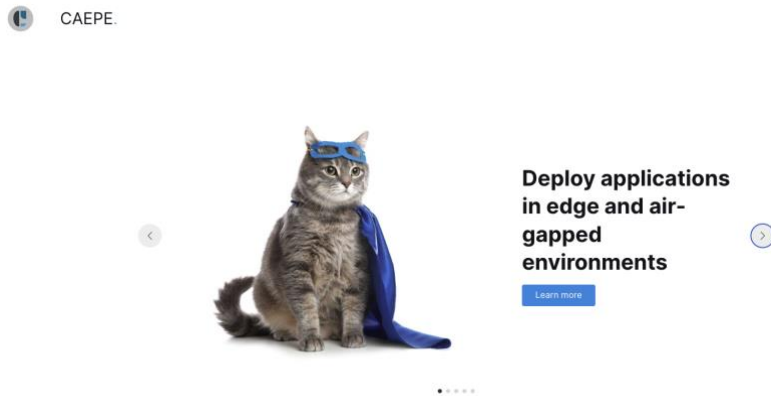 CAEPE.
Deploy applications
in edge and air-
gapped
environments
Learn more